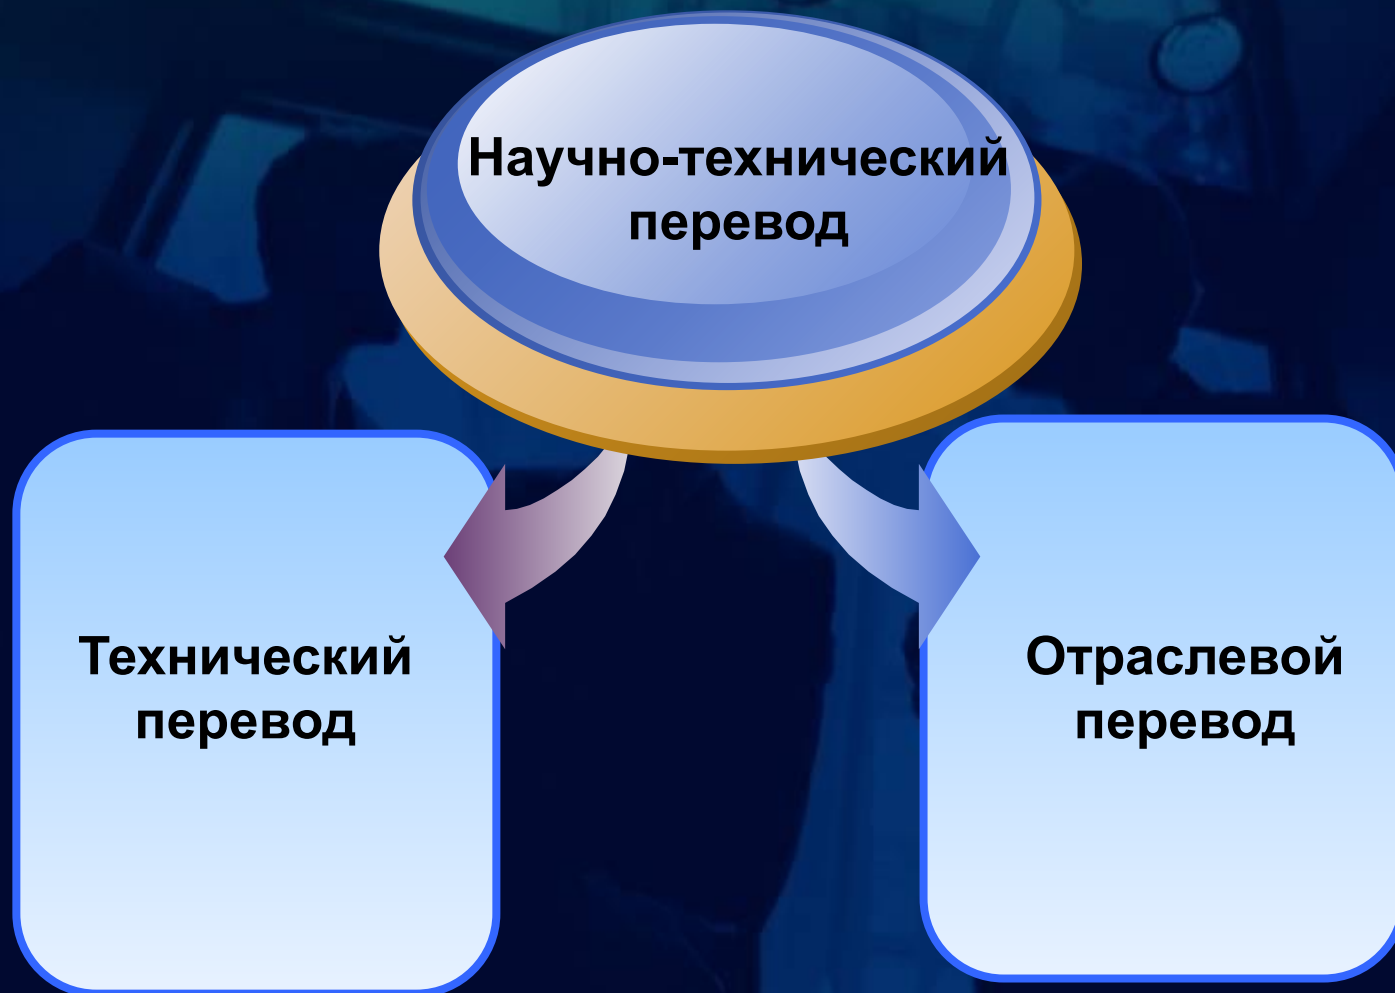 Научно-технический
перевод
Технический
перевод
Отраслевой
перевод